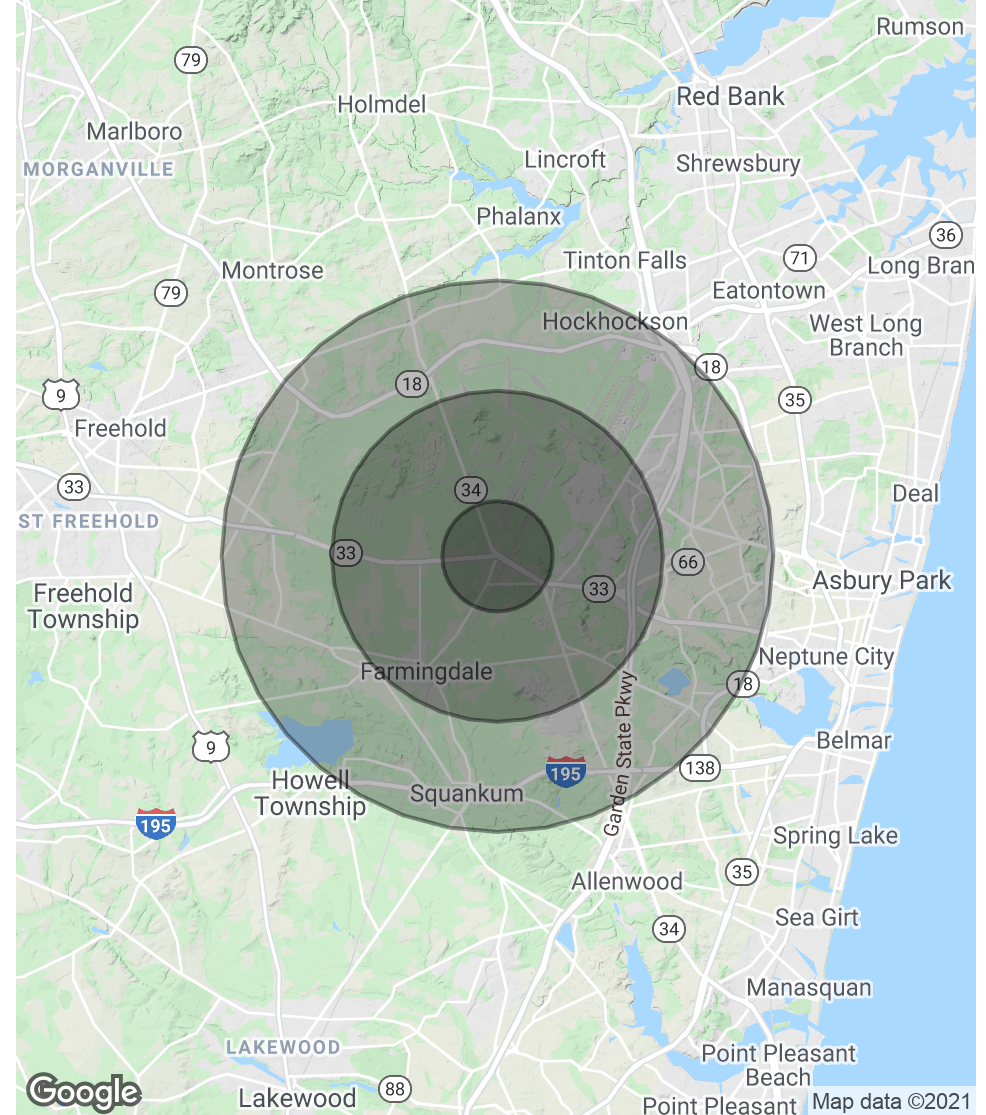 Rumson
79
Red Bank
Holmdel
Marlboro
Lincroft
Shrewsbury
MORGANVILLE
Phalanx
36
71
Tinton Falls
Long Bran
Montrose
79
Eatontown
Hockhockson
West Long
Branch
18
18
9
35
Freehold
33
34
Deal
ST FREEHOLD
33
66
Asbury Park
33
Freehold
Township
Neptune City
Farmingdale
18
Garden State Pkwy
Belmar
9
195
138
Howell
Township
Squankum
195
Spring Lake
35
Allenwood
Sea Girt
34
Manasquan
LAKEWOOD
Point Pleasant
Beach
Google
Lakewood
88
Point Pleasant
Map data ©2021